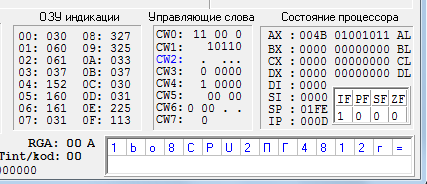 ОЗУ индикации
00: 030 08: 327
01: 060 09: 325
02: 061 0A: 033
03: 037 0B: 037
04: 152 0C: 030
05: 160 0D: 031
06: 161 0E: 225
07: 031 0F: 113
Управляющие слова
CW0: 11 00 0
CW1: 10110
CW2: . ...
CW3: 0 0000
CW4: 1 0000
CW5: 00 00
CW6: 0 00 . .
CW7: 0
Состояние процессора
AX : 004B 01001011 AL
BX : 0000 00000000 BL
CX : 0000 00000000 CL
DX : 0000 00000000 DL
DI : 0000
SI : 0000
SP : 01FE
IP : 000D
IF PF SF ZF
1 0 0 0
RGA: 00 A
Tint/kod: 00
000000
1 b o 8 C P U 2 П Г 4 8 1 2 г =